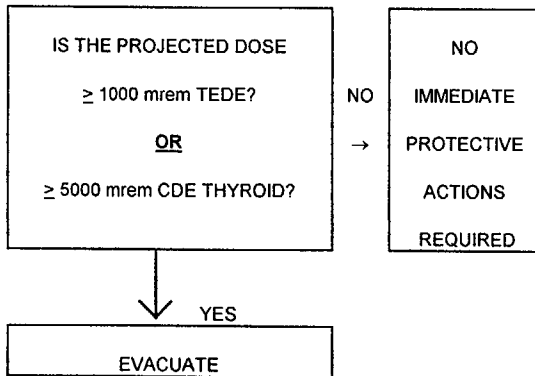 IS THE PROJECTED DOSE
≥ 1000 mrem TEDE?
OR
≥ 5000 mrem CDE THYROID?
NO
→
NO
IMMEDIATE
PROTECTIVE
ACTIONS
REQUIRED
YES
EVACUATE